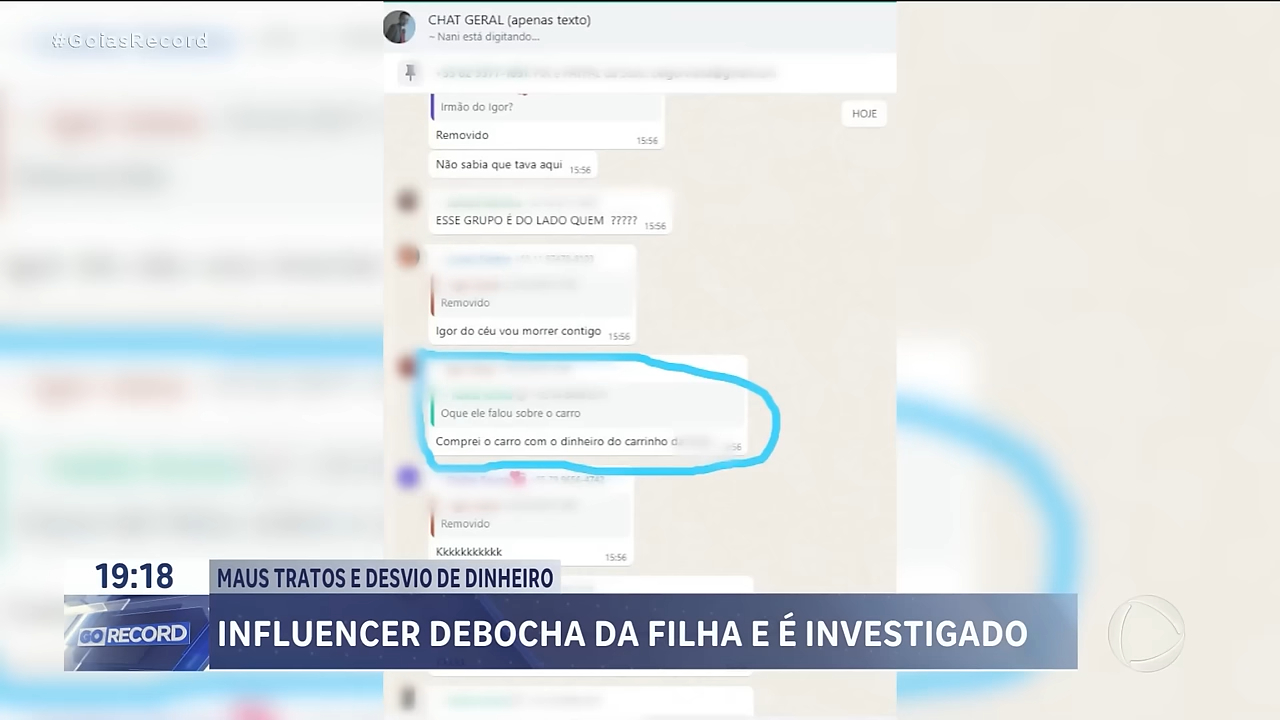 #GoiasRecord
CHAT GERAL (apenas texto)
~ Nani está digitando...
Irmão do Igor?
HOJE
Removido
15:56
Não sabia que tava aqui 15:56
ESSE GRUPO É DO LADO QUEM ?????
15:56
Removido
Igor do céu vou morrer contigo 15:56
Oque ele falou sobre o carro
Comprei o carro com o dinheiro do carrinho
Removido
Kkkkkkkkkkk
15:56
19:18
MAUS TRATOS E DESVIO DE DINHEIRO
GO RECORD
INFLUENCER DEBOCHA DA FILHA E É INVESTIGADO